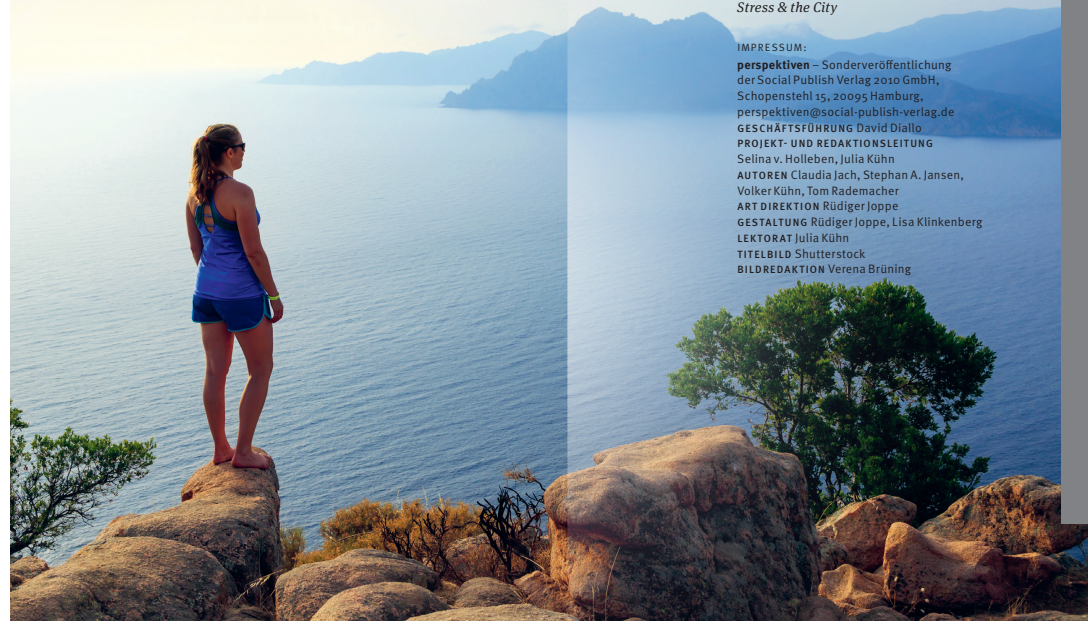 Stress & the City
IMPRESSUM:
perspektiven – Sonderveröffentlichung
der Social Publish Verlag 2010 GmbH,
Schopenstehl 15, 20095 Hamburg,
perspektiven@social-publish-verlag.de
GESCHÄFTSFÜHRUNG David Diallo
PROJEKT- UND REDAKTIONSLEITUNG
Selina v. Holleben, Julia Kühn
AUTOREN Claudia Jach, Stephan A. Jansen,
Volker Kühn, Tom Rademacher
ART DIREKTION Rüdiger Joppe
GESTALTUNG Rüdiger Joppe, Lisa Klinkenberg
LEKTORAT Julia Kühn
TITELBILD Shutterstock
BILDREDAKTION Verena Brüning